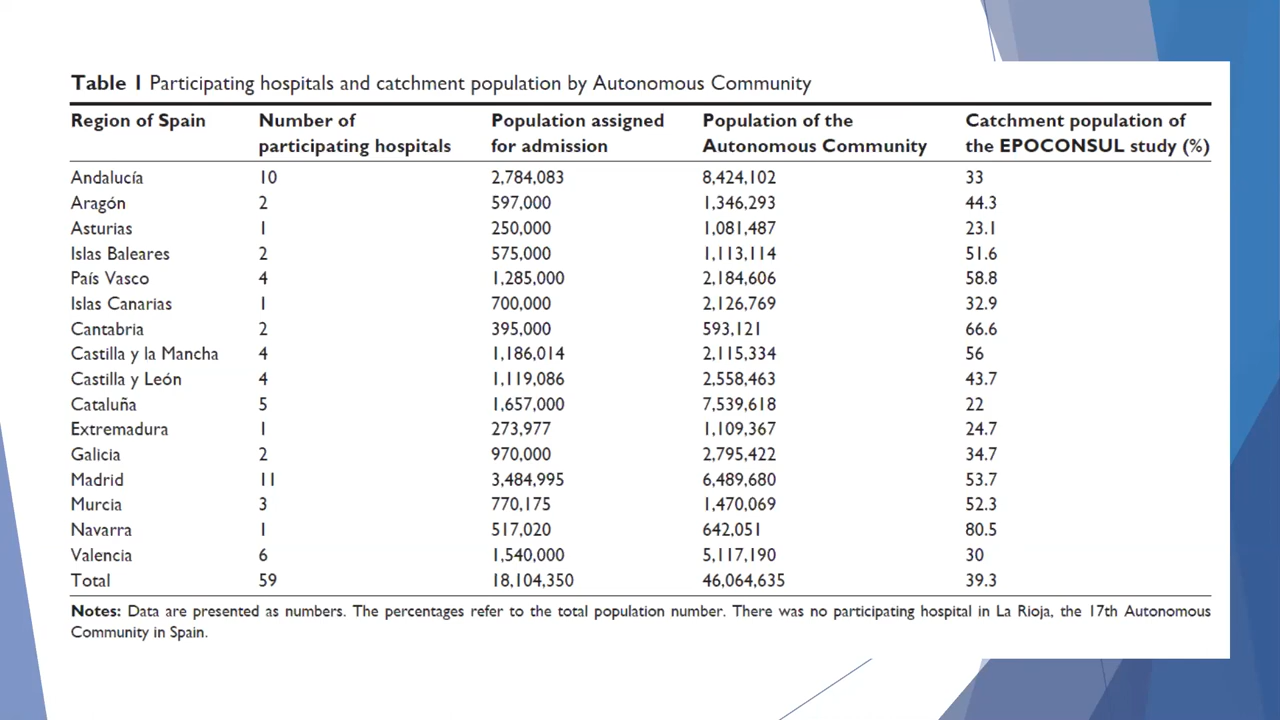 Table 1 Participating hospitals and catchment population by Autonomous Community
Region of Spain Number of participating hospitals Population assigned for admission Population of the Autonomous Community Catchment population of the EPOCONSUL study (%)
Andalucía 10 2,784,083 8,424,102 33
Aragón 2 597,000 1,346,293 44.3
Asturias 1 250,000 1,081,487 23.1
Islas Baleares 2 575,000 1,113,114 51.6
País Vasco 4 1,285,000 2,184,606 58.8
Islas Canarias 1 700,000 2,126,769 32.9
Cantabria 2 395,000 593,121 66.6
Castilla y la Mancha 4 1,186,014 2,115,334 56
Castilla y León 4 1,119,086 2,558,463 43.7
Cataluña 5 1,657,000 7,539,618 22
Extremadura 1 273,977 1,109,367 24.7
Galicia 2 970,000 2,795,422 34.7
Madrid 11 3,484,995 6,489,680 53.7
Murcia 3 770,175 1,470,069 52.3
Navarra 1 517,020 642,051 80.5
Valencia 6 1,540,000 5,117,190 30
Total 59 18,104,350 46,064,635 39.3
Notes: Data are presented as numbers. The percentages refer to the total population number. There was no participating hospital in La Rioja, the 17th Autonomous
Community in Spain.